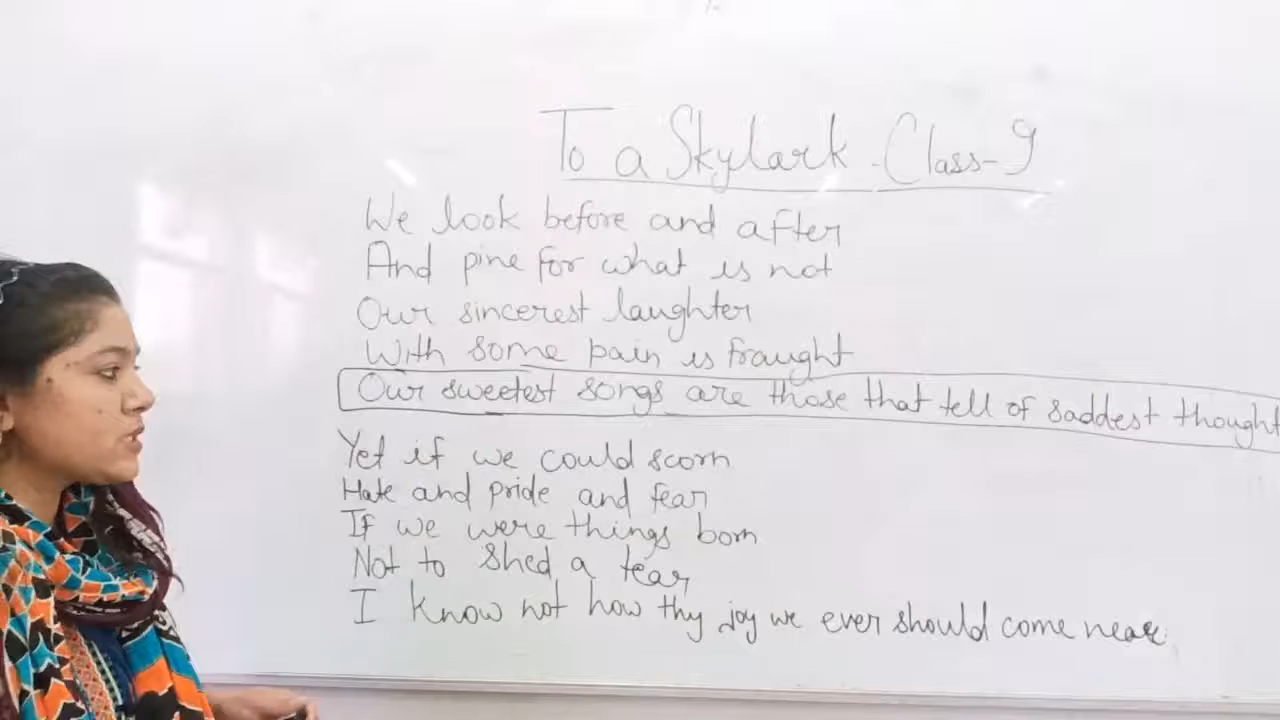 To a Skylark - Class-9
We look before and after
And pine for what is not
Our sincerest laughter
With some pain is fraught
Our sweetest songs are those that tell of saddest thought
Yet if we could scorn
Hate and pride and fear
If we were things born
Not to shed a tear
I know not how thy joy we ever should come near.